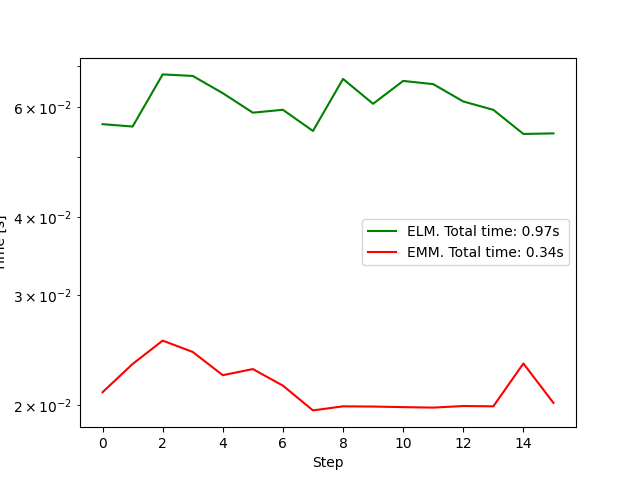 6 × 10⁻²
4 × 10⁻²
3 × 10⁻²
2 × 10⁻²
ELM. Total time: 0.97s
EMM. Total time: 0.34s
0 2 4 6 8 10 12 14
Step